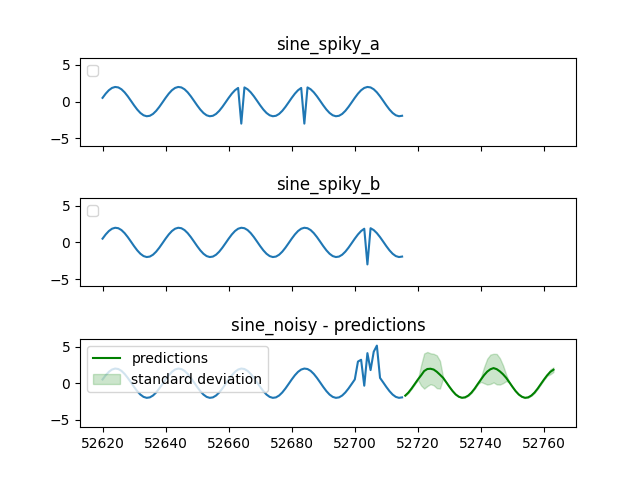 sine_spiky_a
5
0
−5
sine_spiky_b
5
0
−5
sine_noisy - predictions
5
0
−5
predictions
standard deviation
52620 52640 52660 52680 52700 52720 52740 52760